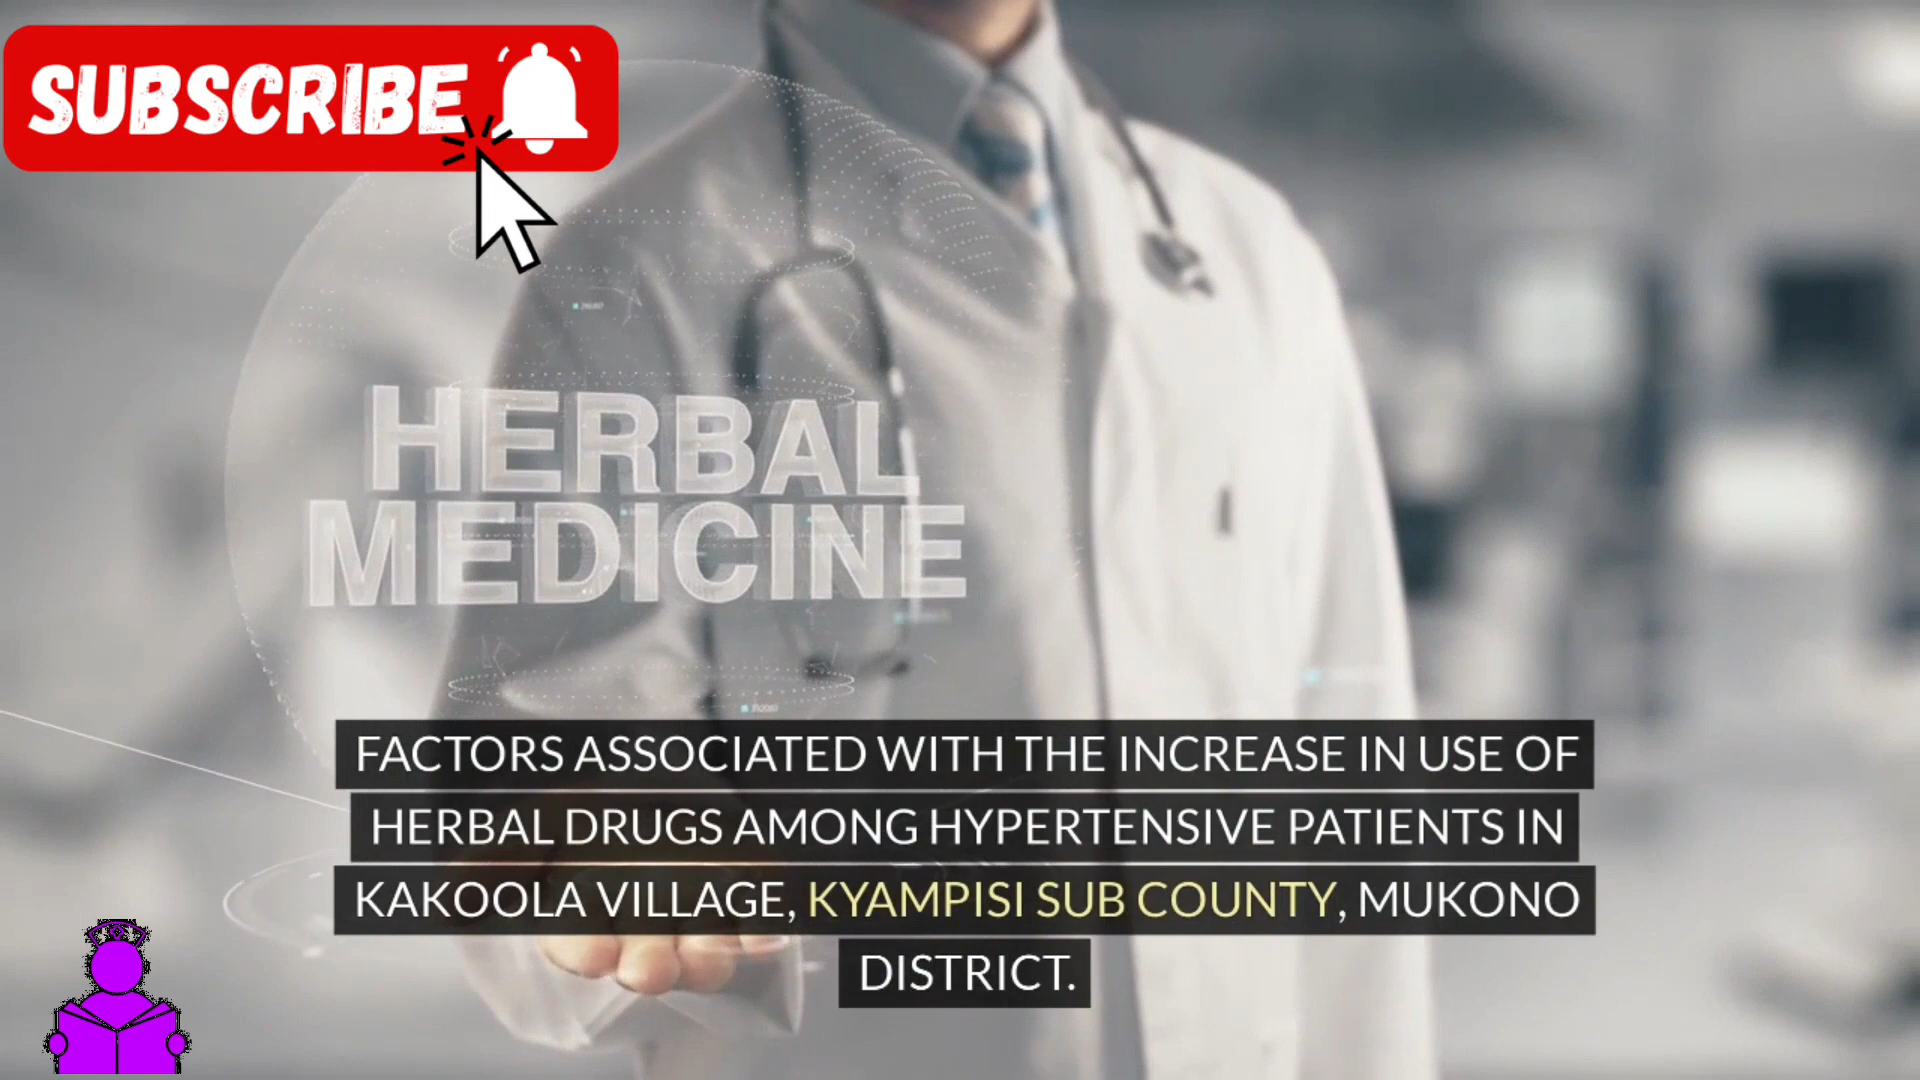 SUBSCRIBE
HERBAL
MEDICINE
FACTORS ASSOCIATED WITH THE INCREASE IN USE OF
HERBAL DRUGS AMONG HYPERTENSIVE PATIENTS IN
KAKOOLA VILLAGE, KYAMPISI SUB COUNTY, MUKONO
DISTRICT.